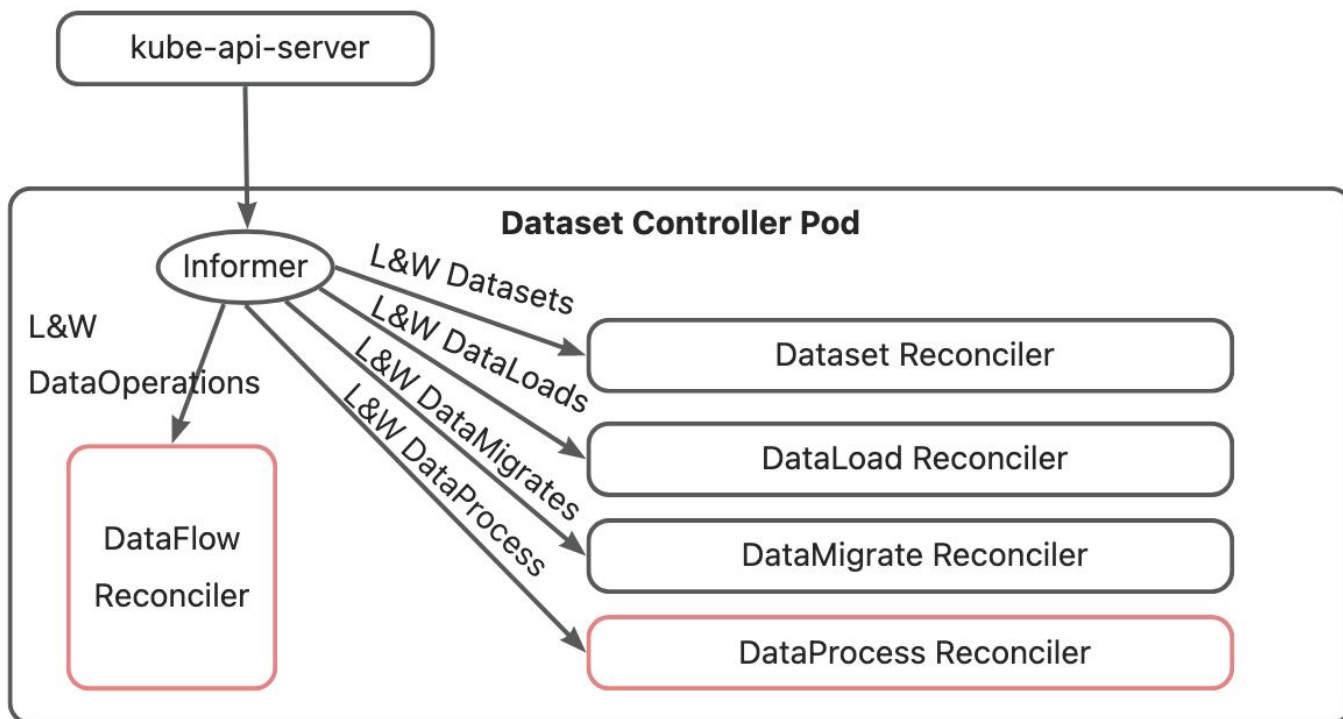 kube-api-server
Dataset Controller Pod
Informer
L&W Datasets
L&W DataLoads
L&W DataMigrates
L&W DataProcess
L&W
DataOperations
Dataset Reconciler
DataLoad Reconciler
DataMigrate Reconciler
DataProcess Reconciler
DataFlow
Reconciler